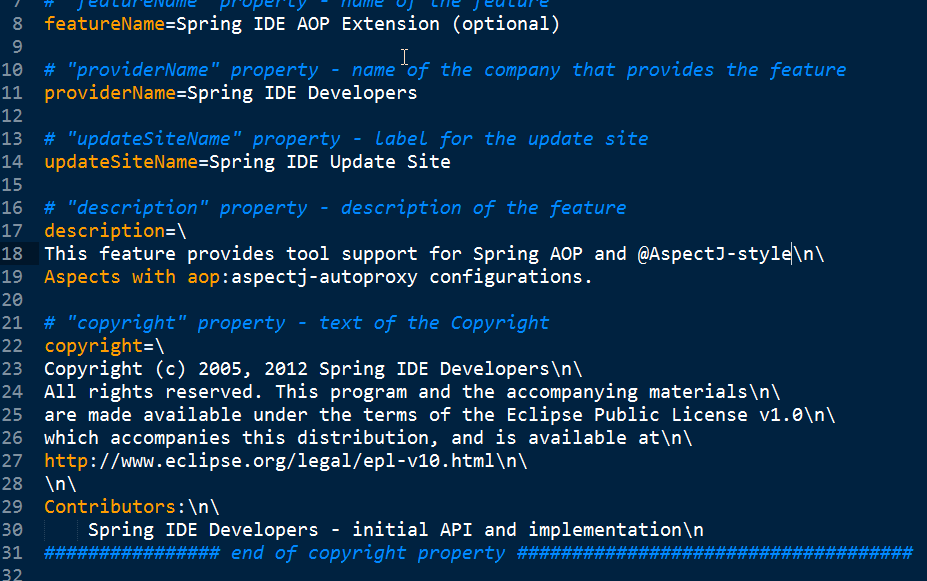 7 # "featureName" property - name of the feature
8 featureName=Spring IDE AOP Extension (optional)
9
10 # "providerName" property - name of the company that provides the feature
11 providerName=Spring IDE Developers
12
13 # "updateSiteName" property - label for the update site
14 updateSiteName=Spring IDE Update Site
15
16 # "description" property - description of the feature
17 description=\
18 This feature provides tool support for Spring AOP and @AspectJ-style\n\
19 Aspects with aop:aspectj-autoproxy configurations.
20
21 # "copyright" property - text of the Copyright
22 copyright=\
23 Copyright (c) 2005, 2012 Spring IDE Developers\n\
24 All rights reserved. This program and the accompanying materials\n\
25 are made available under the terms of the Eclipse Public License v1.0\n\
26 which accompanies this distribution, and is available at\n\
27 http://www.eclipse.org/legal/epl-v10.html\n\
28 \n\
29 Contributors:\n\
30     Spring IDE Developers - initial API and implementation\n
31 ################ end of copyright property ####################################
32